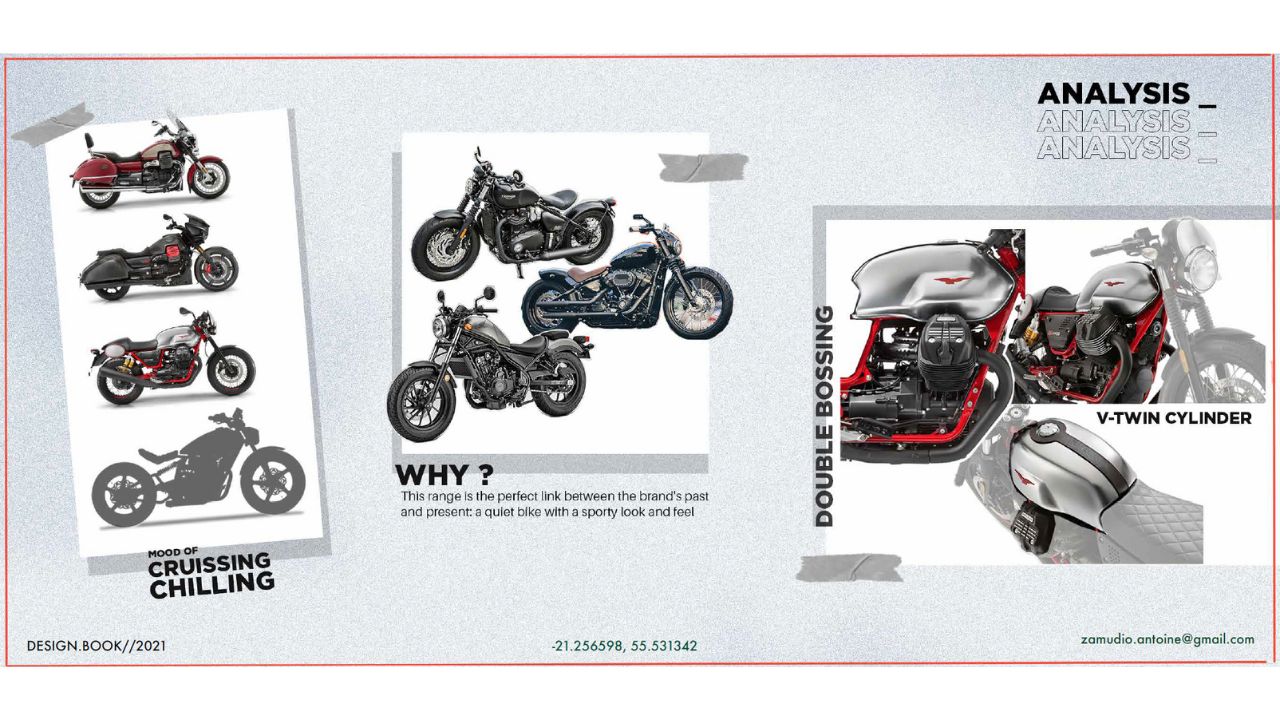 ANALYSIS _
ANALYSIS _
ANALYSIS _
MOOD OF
CRUISSING
CHILLING
WHY ?
This range is the perfect link between the brand's past
and present: a quiet bike with a sporty look and feel
DOUBLE BOSSING
V-TWIN CYLINDER
DESIGN.BOOK//2021
-21.256598, 55.531342
zamudio.antoine@gmail.com